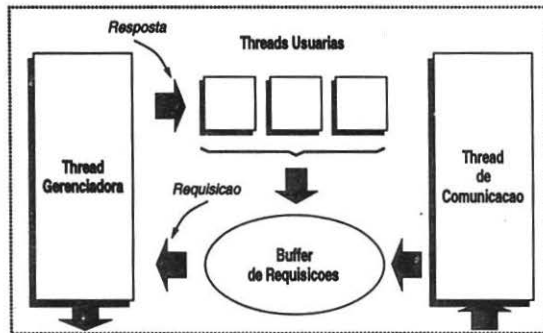 Resposta
Threads Usuarias
Thread
Gerenciadora
Requisicao
Thread
de
Comunicacao
Buffer
de Requisicoes